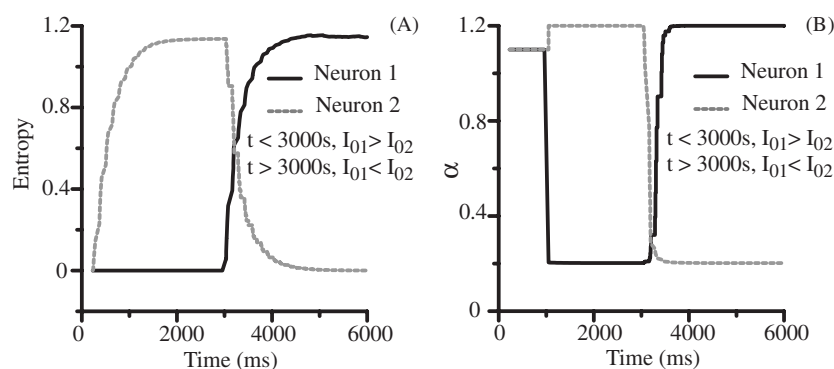 (A)
1.2
0.8
0.4
0
Entropy
Neuron 1
Neuron 2
t < 3000s, I01> I02
t > 3000s, I01< I02
0
2000
4000
6000
Time (ms)
(B)
1.2
0.8
0.4
0
α
Neuron 1
Neuron 2
t < 3000s, I01> I02
t > 3000s, I01< I02
0
2000
4000
6000
Time (ms)